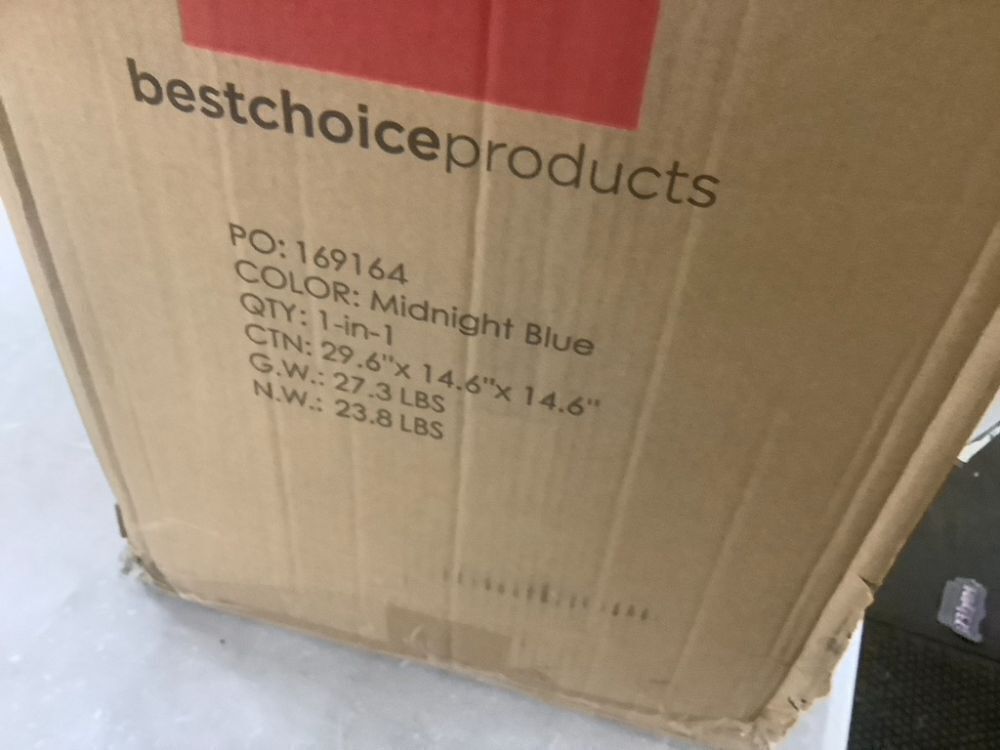 bestchoiceproducts
PO: 169164
COLOR: Midnight Blue
QTY: 1-in-1
CTN: 29.6"x 14.6"x 14.6"
G.W.: 27.3 LBS
N.W.: 23.8 LBS